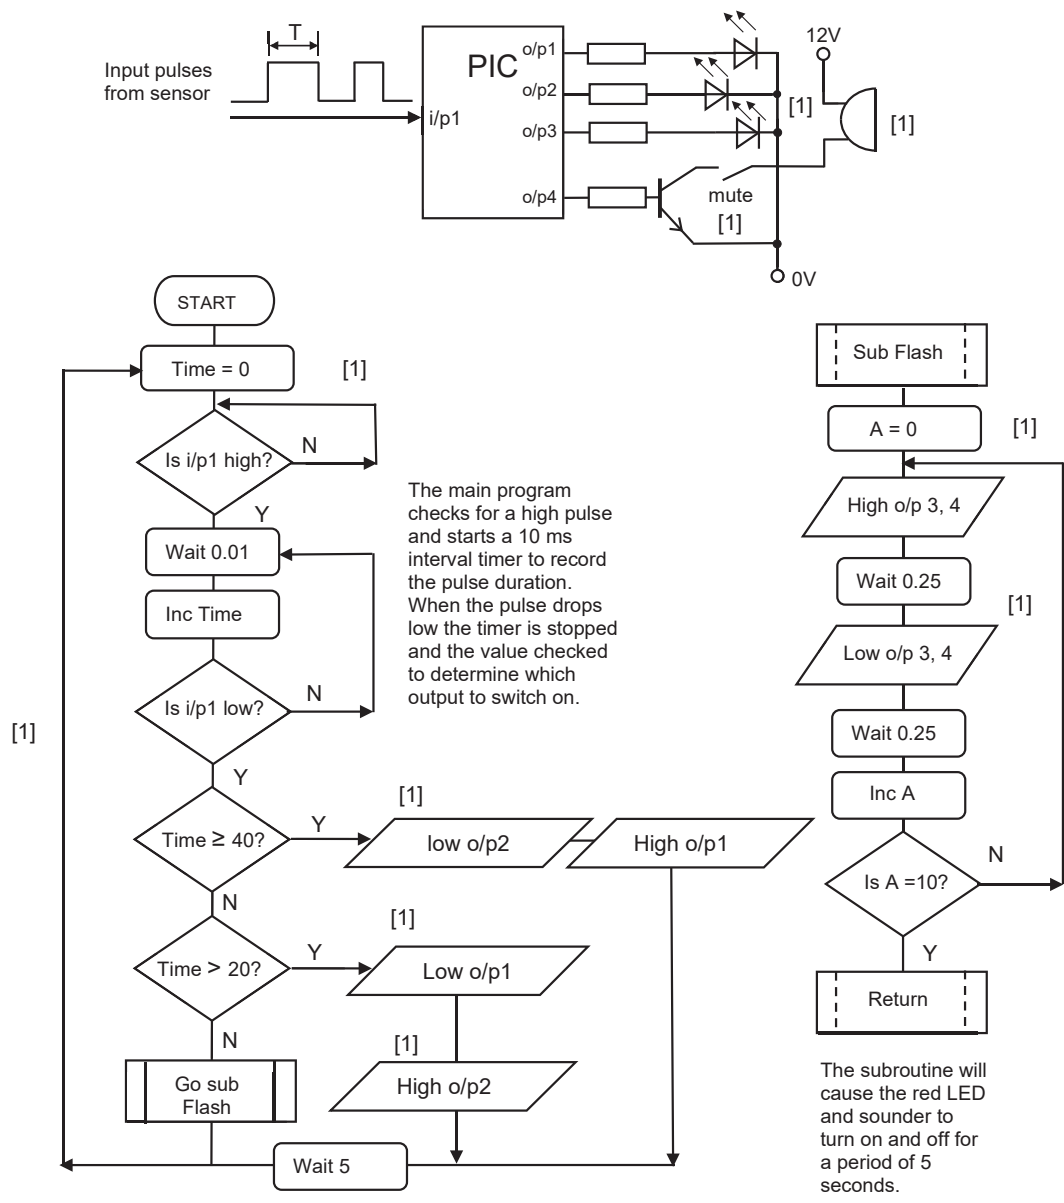 T
Input pulses
from sensor
i/p1
PIC
o/p1
o/p2
o/p3
o/p4
12V
[1]
[1]
mute
[1]
0V
START
Time = 0
[1]
Is i/p1 high?
N
Y
Wait 0.01
Inc Time
Is i/p1 low?
N
Y
The main program
checks for a high pulse
and starts a 10 ms
interval timer to record
the pulse duration.
When the pulse drops
low the timer is stopped
and the value checked
to determine which
output to switch on.
[1]
Time ≥ 40?
Y
[1]
low o/p2
High o/p1
N
Time > 20?
Y
[1]
Low o/p1
N
[1]
High o/p2
Go sub
Flash
Wait 5
Sub Flash
A = 0
[1]
High o/p 3, 4
Wait 0.25
[1]
Low o/p 3, 4
Wait 0.25
Inc A
Is A =10?
N
Y
Return
The subroutine will
cause the red LED
and sounder to
turn on and off for
a period of 5
seconds.